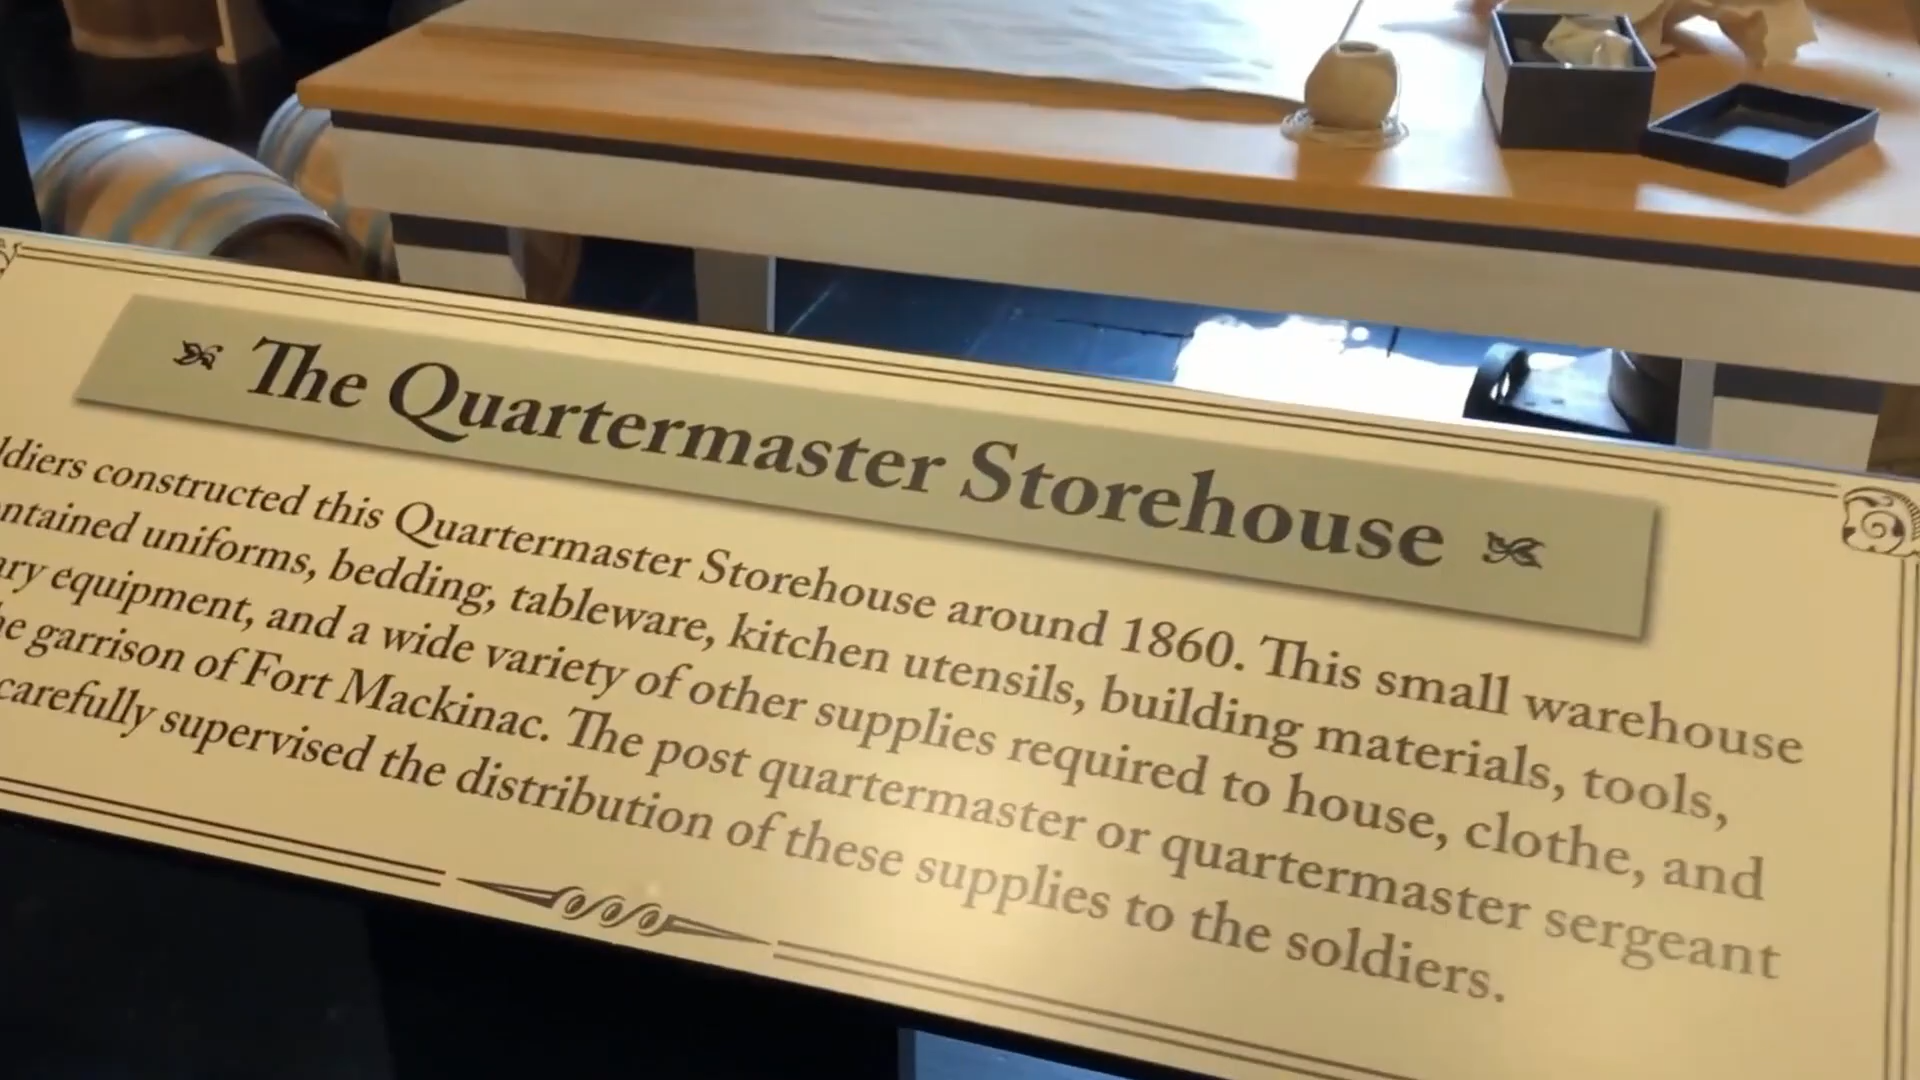 The Quartermaster Storehouse
ldiers constructed this Quartermaster Storehouse around 1860. This small warehouse
ntained uniforms, bedding, tableware, kitchen utensils, building materials, tools,
ry equipment, and a wide variety of other supplies required to house, clothe, and
e garrison of Fort Mackinac. The post quartermaster or quartermaster sergeant
carefully supervised the distribution of these supplies to the soldiers.